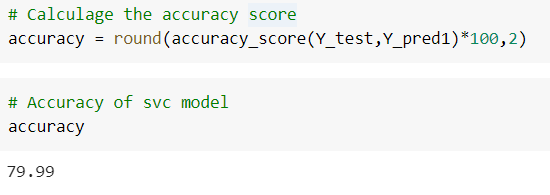 # Calculage the accuracy score
accuracy = round(accuracy_score(Y_test,Y_pred1)*100,2)
# Accuracy of svc model
accuracy
79.99